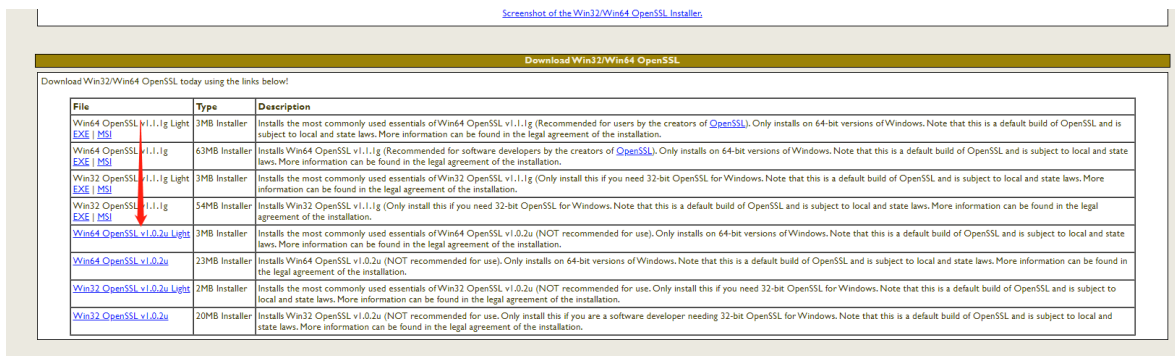 Screenshot of the Win32/Win64 OpenSSL Installer.
Download Win32/Win64 OpenSSL
Download Win32/Win64 OpenSSL today using the links below!
File Type Description
Win64 OpenSSL v1.1.1g Light 3MB Installer Installs the most commonly used essentials of Win64 OpenSSL v1.1.1g (Recommended for users by the creators of OpenSSL). Only installs on 64-bit versions of Windows. Note that this is a default build of OpenSSL and is
EXE | MSI subject to local and state laws. More information can be found in the legal agreement of the installation.
Win64 OpenSSL v1.1.1g 63MB Installer Installs Win64 OpenSSL v1.1.1g (Recommended for software developers by the creators of OpenSSL). Only installs on 64-bit versions of Windows. Note that this is a default build of OpenSSL and is subject to local and state
EXE | MSI laws. More information can be found in the legal agreement of the installation.
Win32 OpenSSL v1.1.1g Light 3MB Installer Installs the most commonly used essentials of Win32 OpenSSL v1.1.1g (Only install this if you need 32-bit OpenSSL for Windows. Note that this is a default build of OpenSSL and is subject to local and state laws. More
EXE | MSI information can be found in the legal agreement of the installation.
Win32 OpenSSL v1.1.1g 54MB Installer Installs Win32 OpenSSL v1.1.1g (Only install this if you need 32-bit OpenSSL for Windows. Note that this is a default build of OpenSSL and is subject to local and state laws. More information can be found in the legal
EXE | MSI agreement of the installation.
Win64 OpenSSL v1.0.2u Light 3MB Installer Installs the most commonly used essentials of Win64 OpenSSL v1.0.2u (NOT recommended for use). Only installs on 64-bit versions of Windows. Note that this is a default build of OpenSSL and is subject to local and state
laws. More information can be found in the legal agreement of the installation.
Win64 OpenSSL v1.0.2u 23MB Installer Installs Win64 OpenSSL v1.0.2u (NOT recommended for use). Only installs on 64-bit versions of Windows. Note that this is a default build of OpenSSL and is subject to local and state laws. More information can be found in
the legal agreement of the installation.
Win32 OpenSSL v1.0.2u Light 2MB Installer Installs the most commonly used essentials of Win32 OpenSSL v1.0.2u (NOT recommended for use. Only install this if you need 32-bit OpenSSL for Windows. Note that this is a default build of OpenSSL and is subject to
local and state laws. More information can be found in the legal agreement of the installation.
Win32 OpenSSL v1.0.2u 20MB Installer Installs Win32 OpenSSL v1.0.2u (NOT recommended for use. Only install this if you are a software developer needing 32-bit OpenSSL for Windows. Note that this is a default build of OpenSSL and is subject to local and
state laws. More information can be found in the legal agreement of the installation.